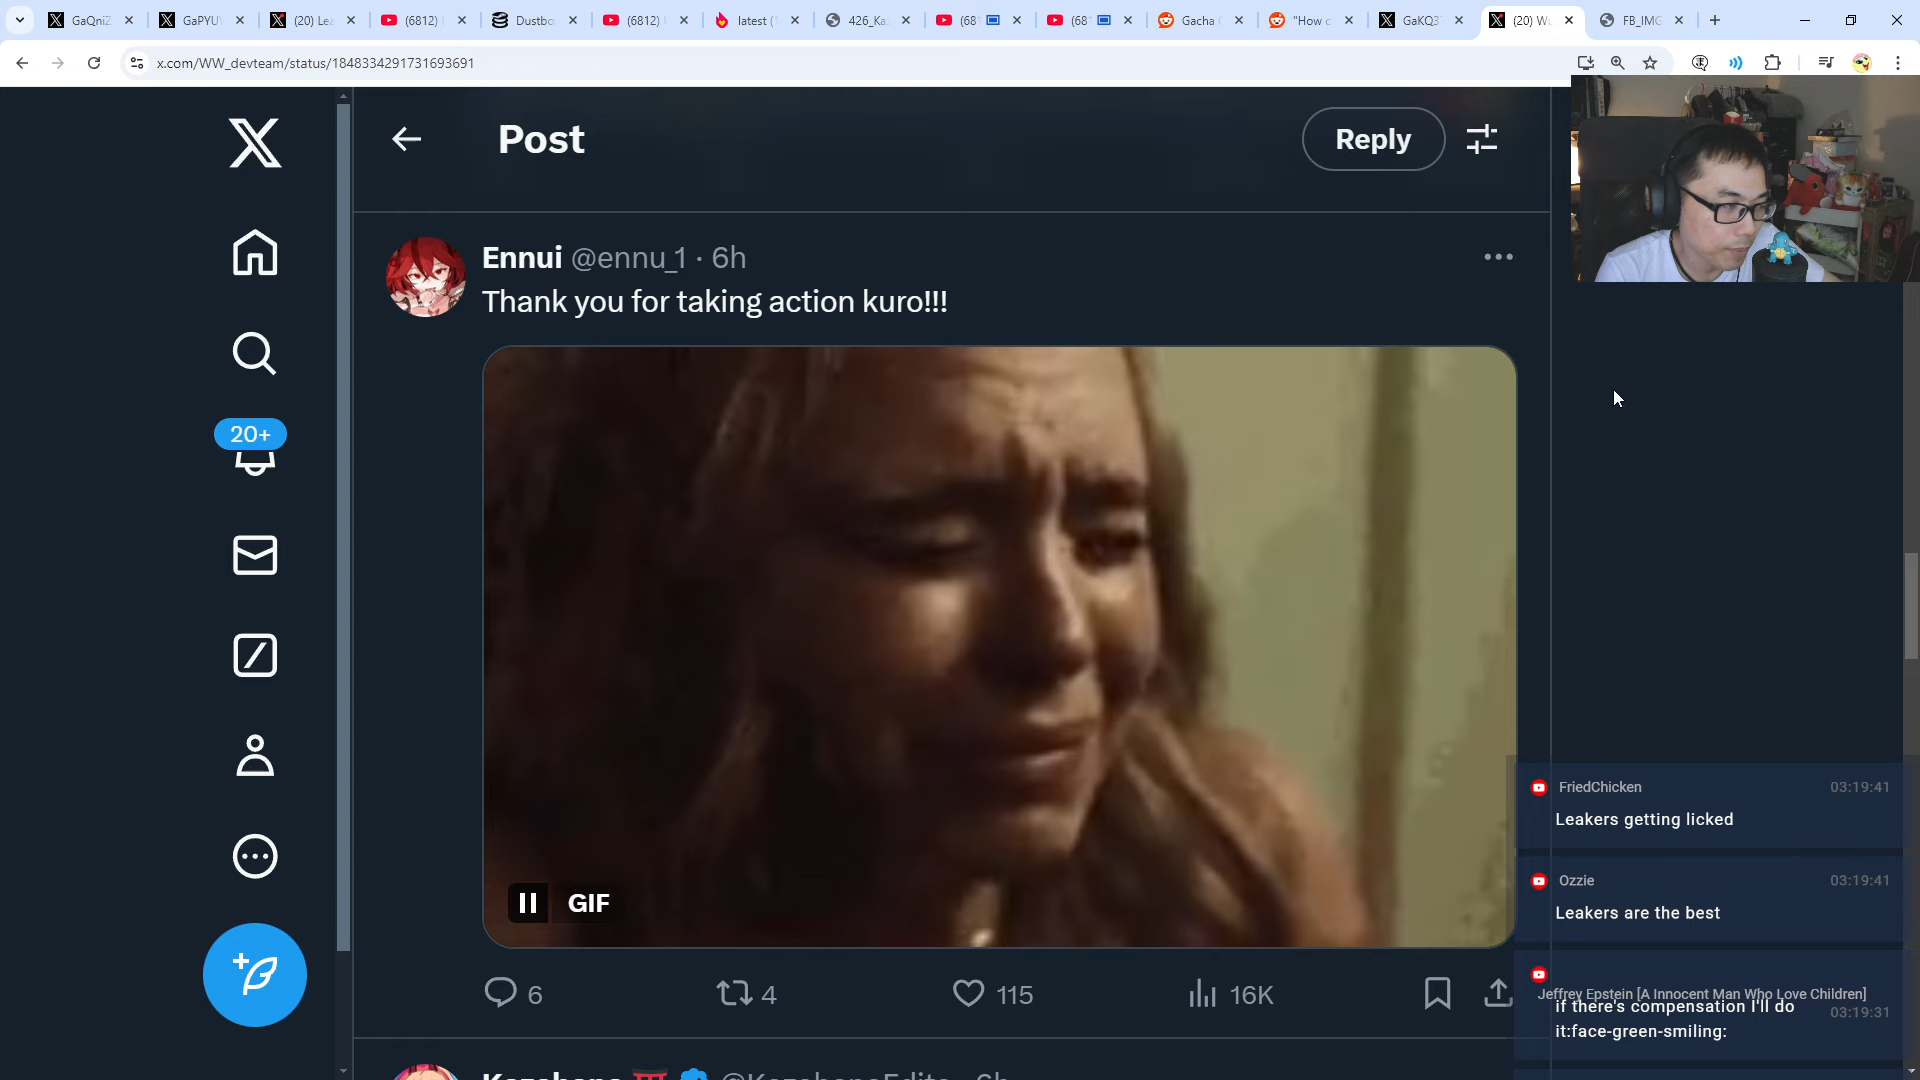 GaQniZ
GaPYU
(20) Lea
(6812)
Dustbo
(6812)
latest (
426_Ka
(681
(68
Gacha
"How c
GaKQ3
(20) Wu
FB_IMG
x.com/WW_devteam/status/1848334291731693691
Post
Reply
20+
Ennui @ennu_1 · 6h
Thank you for taking action kuro!!!
GIF
6
4
115
16K
FriedChicken 03:19:41
Leakers getting licked
Ozzie 03:19:41
Leakers are the best
Jeffrey Epstein [A Innocent Man Who Love Children]
if there's compensation I'll do 03:19:31
it:face-green-smiling: